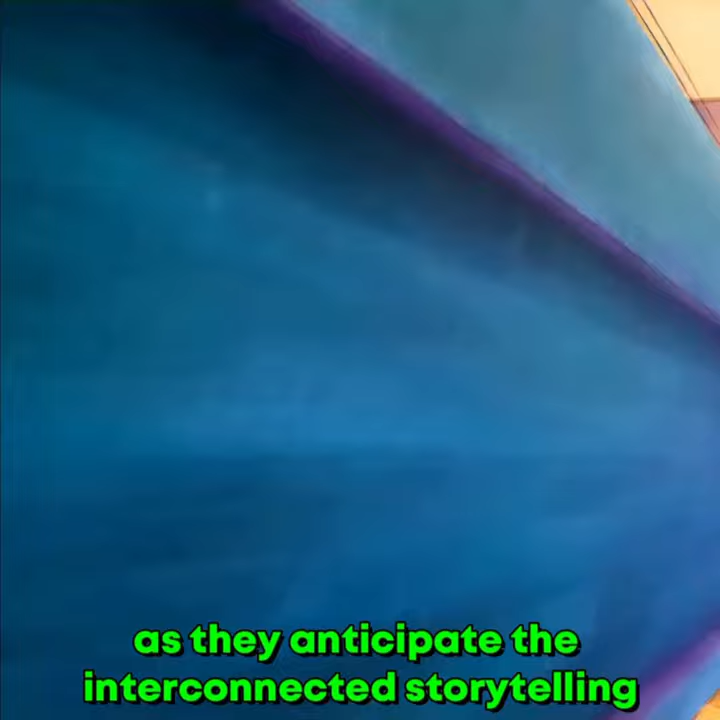 as they anticipate the
interconnected storytelling